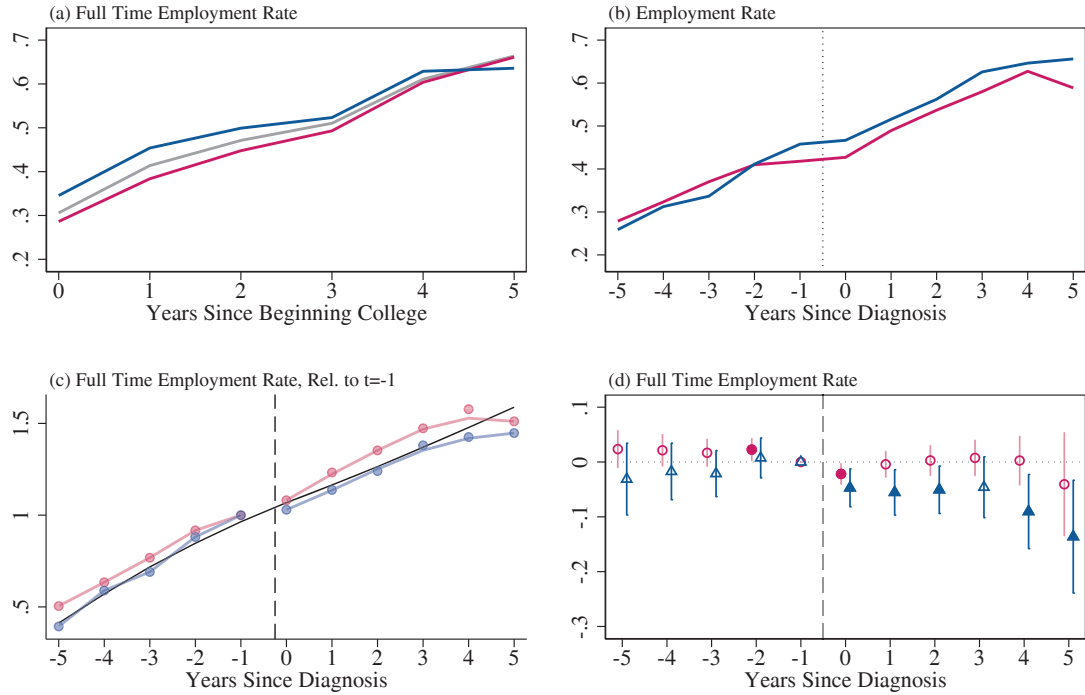 (a) Full Time Employment Rate
.7
.6
.5
.4
.3
.2
0 1 2 3 4 5
Years Since Beginning College
(b) Employment Rate
.7
.6
.5
.4
.3
.2
-5 -4 -3 -2 -1 0 1 2 3 4 5
Years Since Diagnosis
(c) Full Time Employment Rate, Rel. to t=-1
1.5
1
.5
-5 -4 -3 -2 -1 0 1 2 3 4 5
Years Since Diagnosis
(d) Full Time Employment Rate
.1
0
-.1
-.2
-.3
-5 -4 -3 -2 -1 0 1 2 3 4 5
Years Since Diagnosis